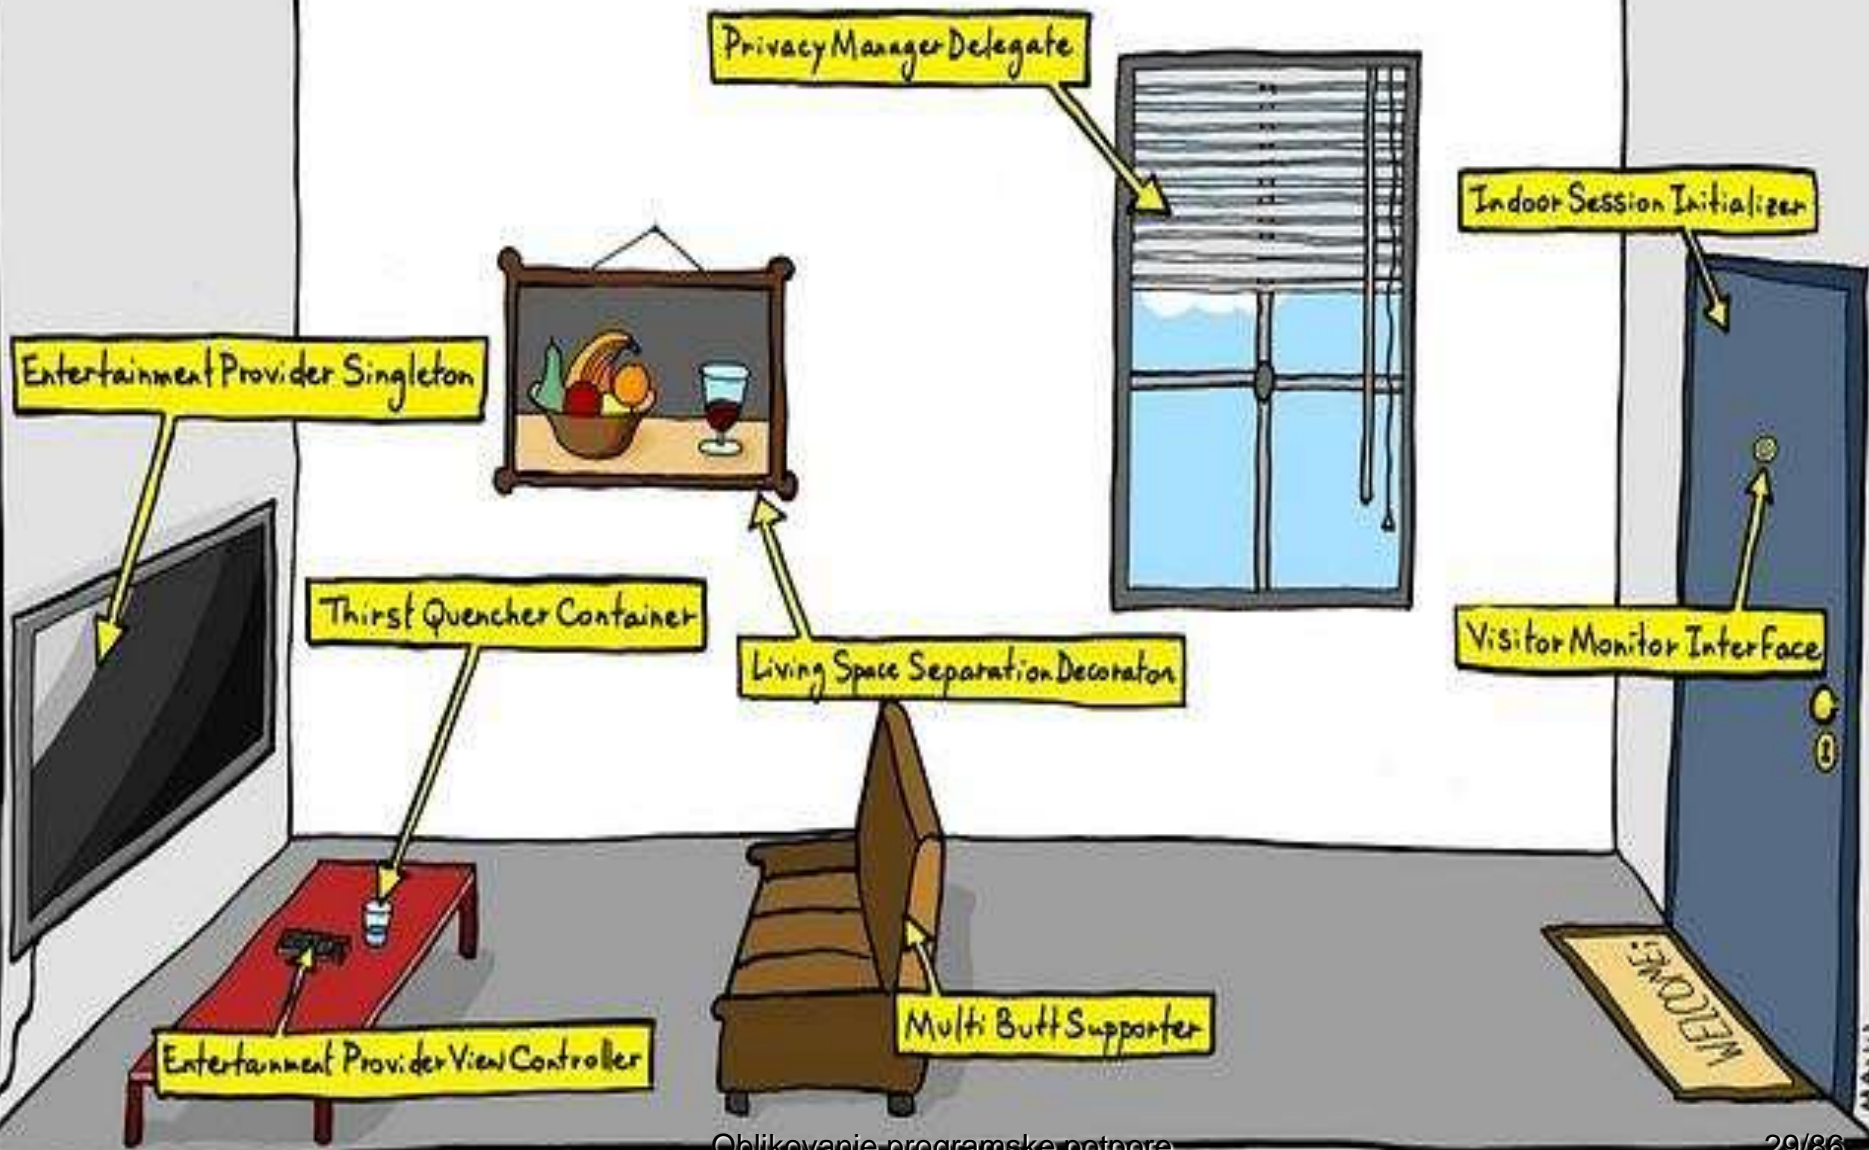 Privacy Manager Delegate
Indoor Session Initializer
Entertainment Provider Singleton
Thirst Quencher Container
Living Space Separation Decorator
Visitor Monitor Interface
WELCOME!
Multi Butt Supporter
Entertainment Provider View Controller
Oblikovanje programske potpore
29/86